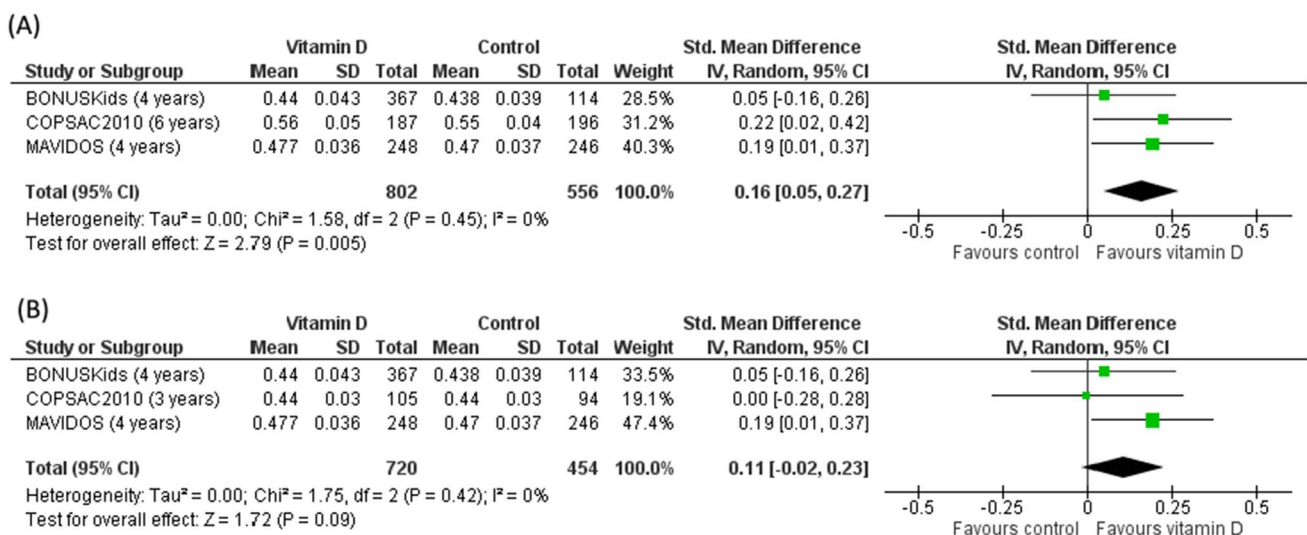 (A)
Vitamin D Control Std. Mean Difference Std. Mean Difference
Study or Subgroup Mean SD Total Mean SD Total Weight IV, Random, 95% CI IV, Random, 95% CI
BONUSKids (4 years) 0.44 0.043 367 0.438 0.039 114 28.5% 0.05 [-0.16, 0.26]
COPSAC2010 (6 years) 0.56 0.05 187 0.55 0.04 196 31.2% 0.22 [0.02, 0.42]
MAVIDOS (4 years) 0.477 0.036 248 0.47 0.037 246 40.3% 0.19 [0.01, 0.37]
Total (95% CI) 802 556 100.0% 0.16 [0.05, 0.27]
Heterogeneity: Tau² = 0.00; Chi² = 1.58, df = 2 (P = 0.45); I² = 0%
Test for overall effect: Z = 2.79 (P = 0.005)
-0.5 -0.25 0 0.25 0.5
Favours control Favours vitamin D
(B)
Vitamin D Control Std. Mean Difference Std. Mean Difference
Study or Subgroup Mean SD Total Mean SD Total Weight IV, Random, 95% CI IV, Random, 95% CI
BONUSKids (4 years) 0.44 0.043 367 0.438 0.039 114 33.5% 0.05 [-0.16, 0.26]
COPSAC2010 (3 years) 0.44 0.03 105 0.44 0.03 94 19.1% 0.00 [-0.28, 0.28]
MAVIDOS (4 years) 0.477 0.036 248 0.47 0.037 246 47.4% 0.19 [0.01, 0.37]
Total (95% CI) 720 454 100.0% 0.11 [-0.02, 0.23]
Heterogeneity: Tau² = 0.00; Chi² = 1.75, df = 2 (P = 0.42); I² = 0%
Test for overall effect: Z = 1.72 (P = 0.09)
-0.5 -0.25 0 0.25 0.5
Favours control Favours vitamin D